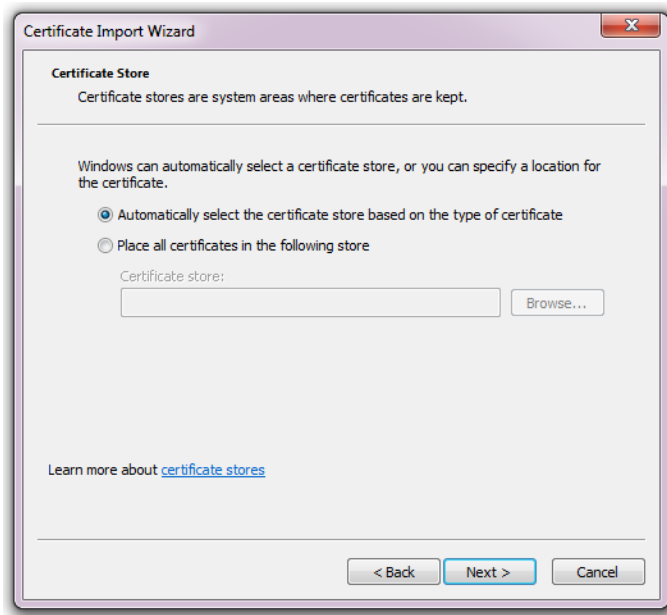 Certificate Import Wizard
Certificate Store
Certificate stores are system areas where certificates are kept.
Windows can automatically select a certificate store, or you can specify a location for
the certificate.
Automatically select the certificate store based on the type of certificate
Place all certificates in the following store
Certificate store:
Browse...
Learn more about certificate stores
< Back Next > Cancel